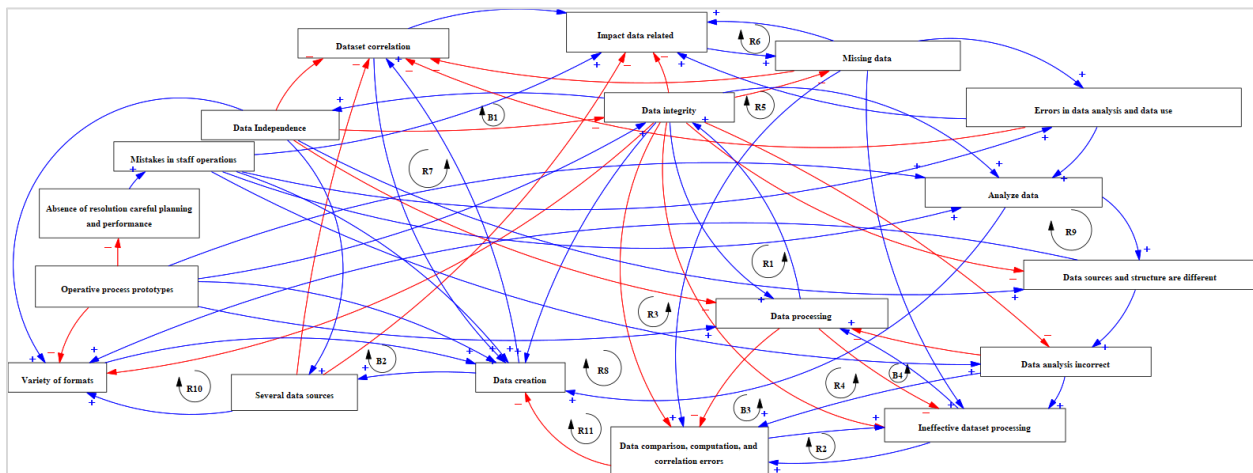 Impact data related
R6
Dataset correlation
Missing data
Data integrity
R5
Errors in data analysis and data use
B1
Data Independence
Mistakes in staff operations
R7
Analyze data
Absence of resolution careful planning
and performance
R9
R1
Data sources and structure are different
Operative process prototypes
R3
Data processing
B2
R8
Data analysis incorrect
Variety of formats
R10
Several data sources
Data creation
R4
B4
B3
R11
Ineffective dataset processing
Data comparison, computation, and
correlation errors
R2